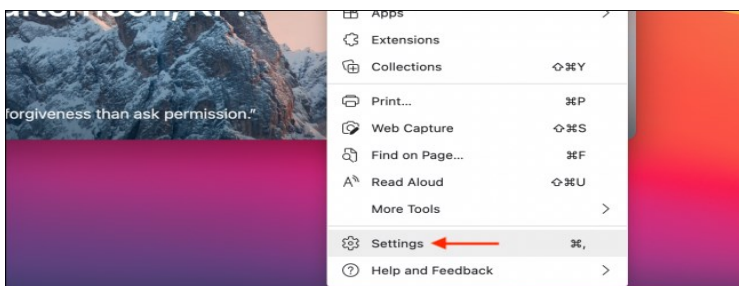 Apps
Extensions
Collections ⇧⌘Y
forgiveness than ask permission."
Print... ⌘P
Web Capture ⇧⌘S
Find on Page... ⌘F
Read Aloud ⇧⌘U
More Tools
Settings ⌘,
Help and Feedback